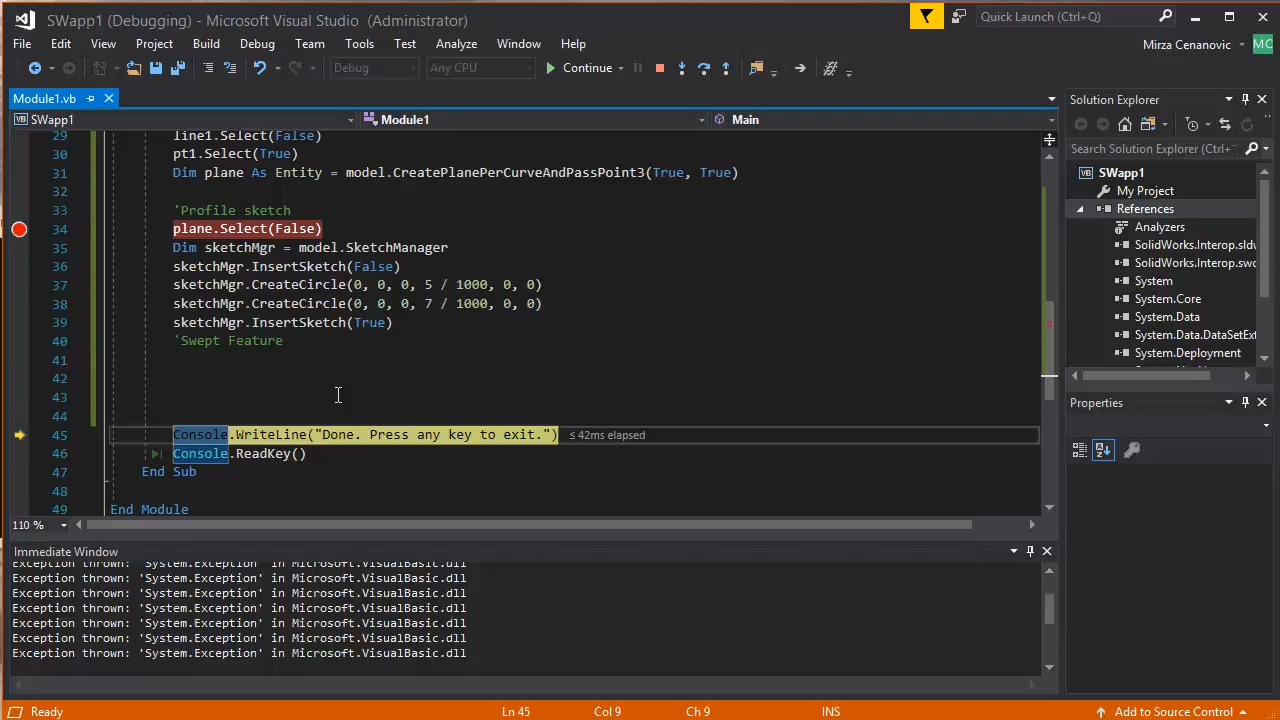 SWapp1 (Debugging) - Microsoft Visual Studio (Administrator)
Quick Launch (Ctrl+Q)
File Edit View Project Build Debug Team Tools Test Analyze Window Help
Mirza Cenanovic MC
Debug Any CPU Continue
Module1.vb
SWapp1 Module1 Main
29 line1.Select(False)
30 pt1.Select(True)
31 Dim plane As Entity = model.CreatePlanePerCurveAndPassPoint3(True, True)
32
33 'Profile sketch
34 plane.Select(False)
35 Dim sketchMgr = model.SketchManager
36 sketchMgr.InsertSketch(False)
37 sketchMgr.CreateCircle(0, 0, 0, 5 / 1000, 0, 0)
38 sketchMgr.CreateCircle(0, 0, 0, 7 / 1000, 0, 0)
39 sketchMgr.InsertSketch(True)
40 'Swept Feature
41
42
43
44
45 Console.WriteLine("Done. Press any key to exit.") ≤ 42ms elapsed
46 Console.ReadKey()
47 End Sub
48
49 End Module
110 %
Immediate Window
Exception thrown: 'System.Exception' in Microsoft.VisualBasic.dll
Exception thrown: 'System.Exception' in Microsoft.VisualBasic.dll
Exception thrown: 'System.Exception' in Microsoft.VisualBasic.dll
Exception thrown: 'System.Exception' in Microsoft.VisualBasic.dll
Exception thrown: 'System.Exception' in Microsoft.VisualBasic.dll
Exception thrown: 'System.Exception' in Microsoft.VisualBasic.dll
Exception thrown: 'System.Exception' in Microsoft.VisualBasic.dll
Solution Explorer
Search Solution Explorer (Ctrl+
SWapp1
My Project
References
Analyzers
SolidWorks.Interop.sldw
SolidWorks.Interop.swc
System
System.Core
System.Data
System.Data.DataSetExt
System.Deployment
Properties
Ready Ln 45 Col 9 Ch 9 INS Add to Source Control